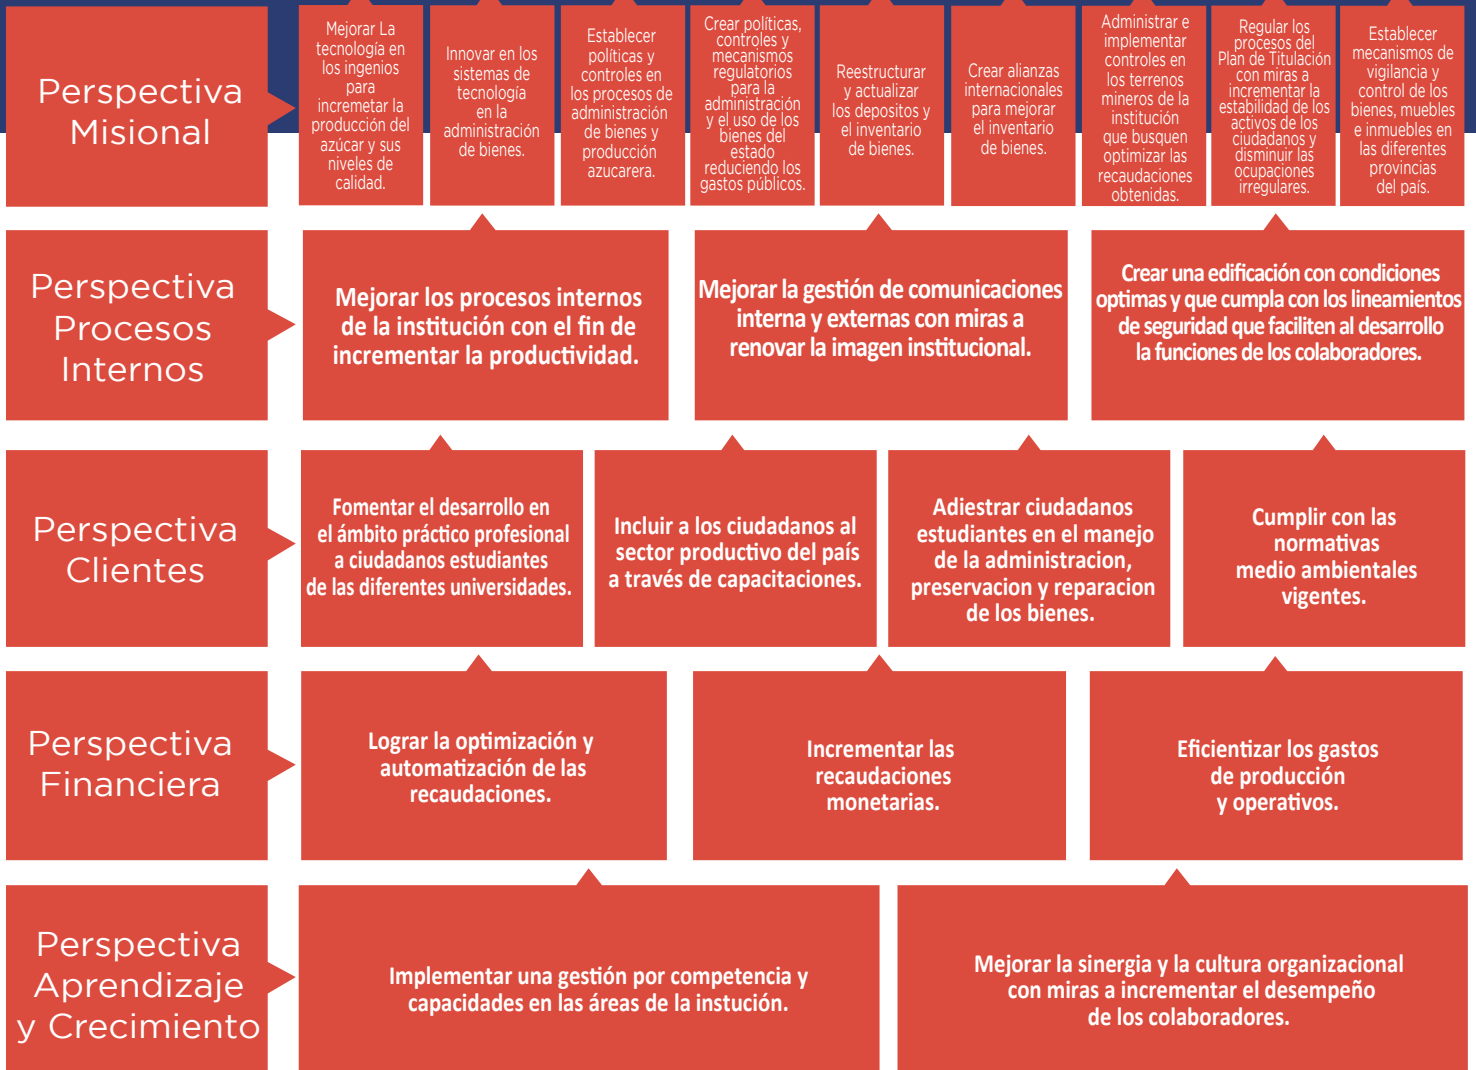 Perspectiva
Misional
Mejorar La
tecnología en
los ingenios
para
incremetar la
producción del
azúcar y sus
niveles de
calidad.
Innovar en los
sistemas de
tecnología
en la
administración
de bienes.
Establecer
políticas y
controles en
los procesos de
administración
de bienes y
producción
azucarera.
Crear políticas,
controles y
mecanismos
regulatorios
para la
administración
y el uso de los
bienes del
estado
reduciendo los
gastos públicos.
Reestructurar
y actualizar
los depositos y
el inventario
de bienes.
Crear alianzas
internacionales
para mejorar
el inventario
de bienes.
Administrar e
implementar
controles en
los terrenos
mineros de la
institución
que busquen
optimizar las
recaudaciones
obtenidas.
Regular los
procesos del
Plan de Titulación
con miras a
incrementar la
estabilidad de los
activos de los
ciudadanos y
disminuir las
ocupaciones
irregulares.
Establecer
mecanismos de
vigilancia y
control de los
bienes, muebles
e inmuebles en
las diferentes
provincias
del país.
Perspectiva
Procesos
Internos
Mejorar los procesos internos
de la institución con el fin de
incrementar la productividad.
Mejorar la gestión de comunicaciones
interna y externas con miras a
renovar la imagen institucional.
Crear una edificación con condiciones
optimas y que cumpla con los lineamientos
de seguridad que faciliten al desarrollo
la funciones de los colaboradores.
Perspectiva
Clientes
Fomentar el desarrollo en
el ámbito práctico profesional
a ciudadanos estudiantes
de las diferentes universidades.
Incluir a los ciudadanos al
sector productivo del país
a través de capacitaciones.
Adiestrar ciudadanos
estudiantes en el manejo
de la administracion,
preservacion y reparacion
de los bienes.
Cumplir con las
normativas
medio ambientales
vigentes.
Perspectiva
Financiera
Lograr la optimización y
automatización de las
recaudaciones.
Incrementar las
recaudaciones
monetarias.
Eficientizar los gastos
de producción
y operativos.
Perspectiva
Aprendizaje
y Crecimiento
Implementar una gestión por competencia y
capacidades en las áreas de la instución.
Mejorar la sinergia y la cultura organizacional
con miras a incrementar el desempeño
de los colaboradores.